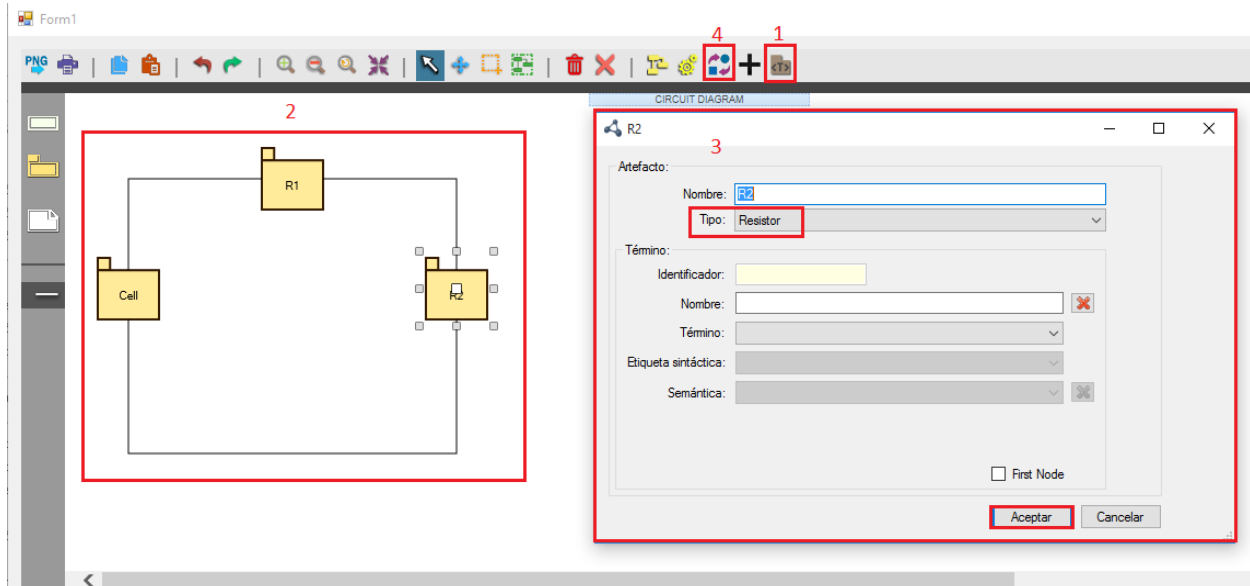 Form1
4
1
PNG
<T>
CIRCUIT DIAGRAM
2
R1
Cell
R2
R2
3
Artefacto:
Nombre: R2
Tipo: Resistor
Término:
Identificador:
Nombre:
Término:
Etiqueta sintáctica:
Semántica:
First Node
Aceptar Cancelar